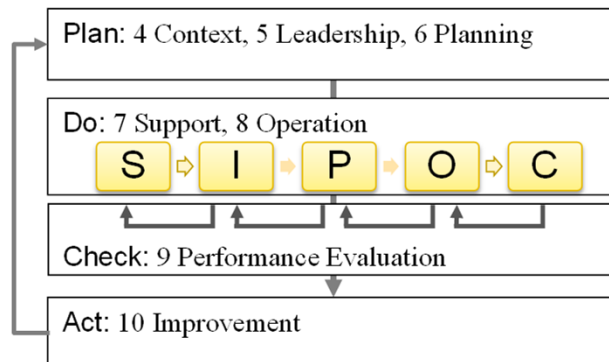 Plan: 4 Context, 5 Leadership, 6 Planning
Do: 7 Support, 8 Operation
S I P O C
Check: 9 Performance Evaluation
Act: 10 Improvement